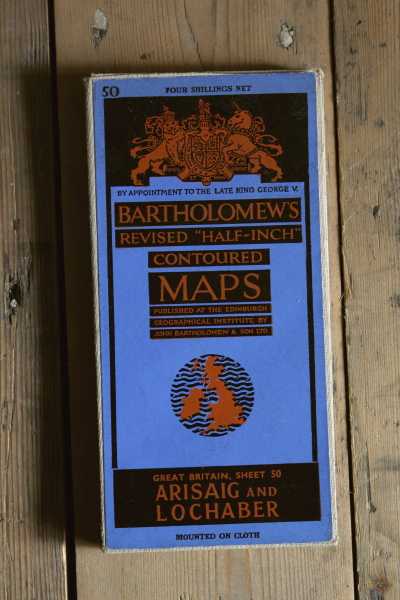 50
FOUR SHILLINGS NET
BY APPOINTMENT TO THE LATE KING GEORGE V.
BARTHOLOMEW'S
REVISED "HALF-INCH"
CONTOURED
MAPS
PUBLISHED AT THE EDINBURGH
GEOGRAPHICAL INSTITUTE BY
JOHN BARTHOLOMEW & SON LTD
GREAT BRITAIN, SHEET 50
ARISAIG AND
LOCHABER
MOUNTED ON CLOTH